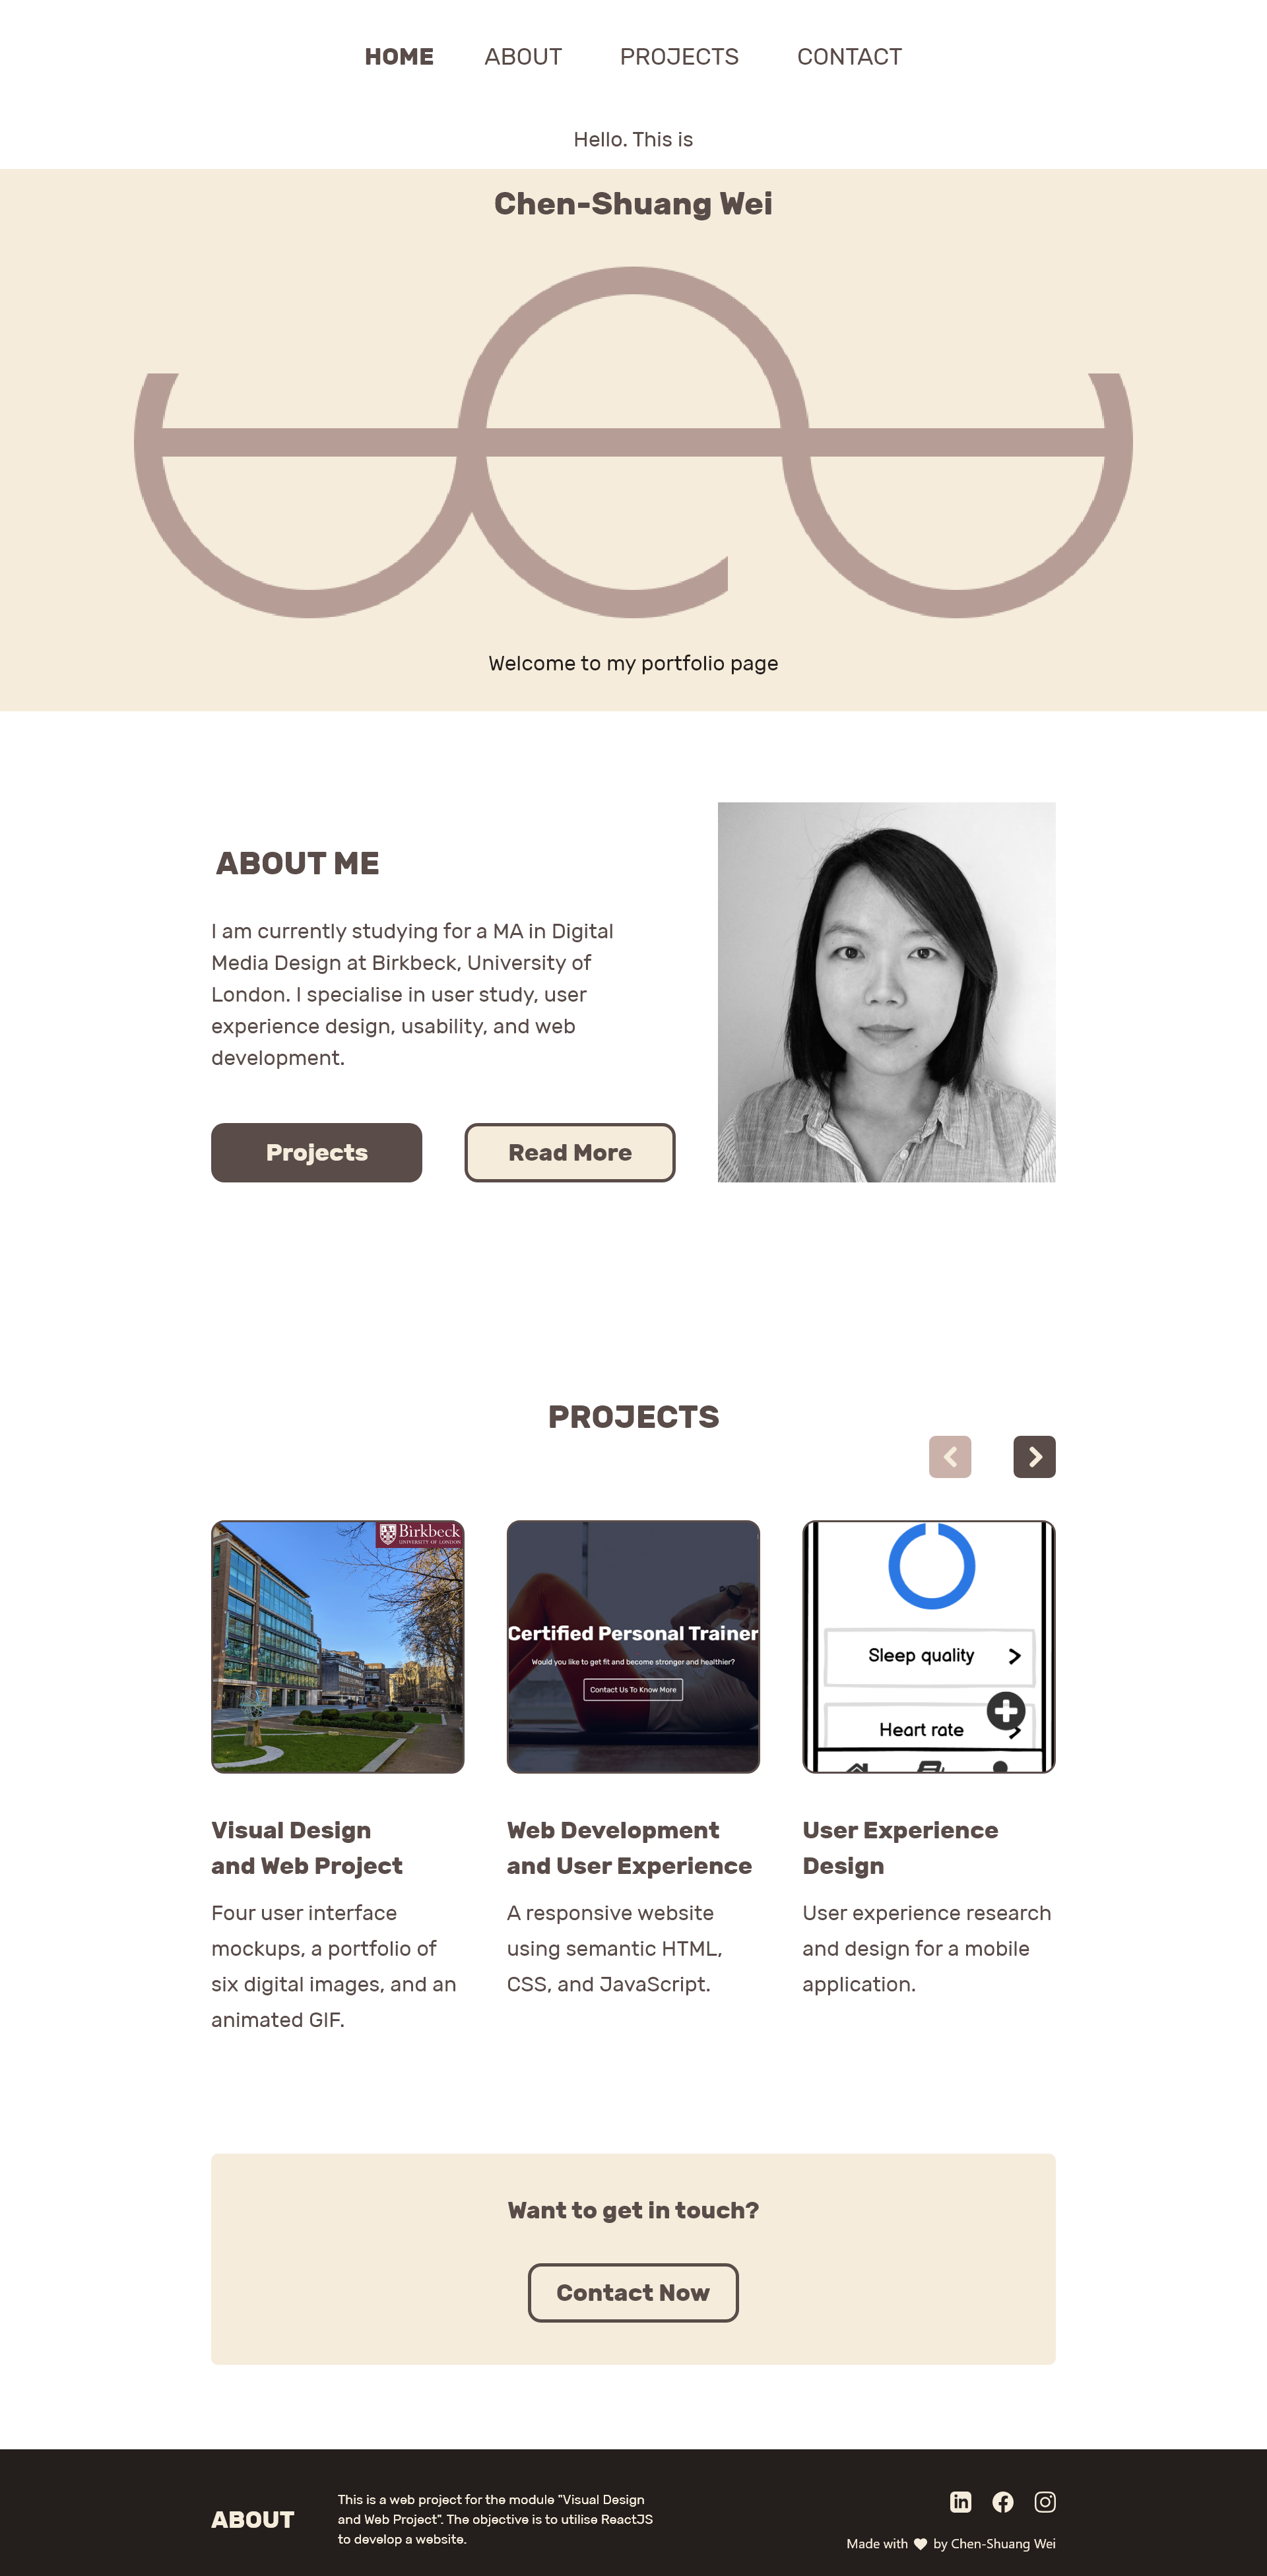 HOME ABOUT PROJECTS CONTACT
Hello. This is
Chen-Shuang Wei
wew
Welcome to my portfolio page
ABOUT ME
I am currently studying for a MA in Digital
Media Design at Birkbeck, University of
London. I specialise in user study, user
experience design, usability, and web
development.
Projects
Read More
PROJECTS
Birkbeck
UNIVERSITY OF LONDON
Certified Personal Trainer
Would you like to get fit and become stronger and healthier?
Contact Us To Know More
Sleep quality
Heart rate
Visual Design
and Web Project
Four user interface
mockups, a portfolio of
six digital images, and an
animated GIF.
Web Development
and User Experience
A responsive website
using semantic HTML,
CSS, and JavaScript.
User Experience
Design
User experience research
and design for a mobile
application.
Want to get in touch?
Contact Now
ABOUT
This is a web project for the module "Visual Design
and Web Project". The objective is to utilise ReactJS
to develop a website.
in
Made with ♥ by Chen-Shuang Wei